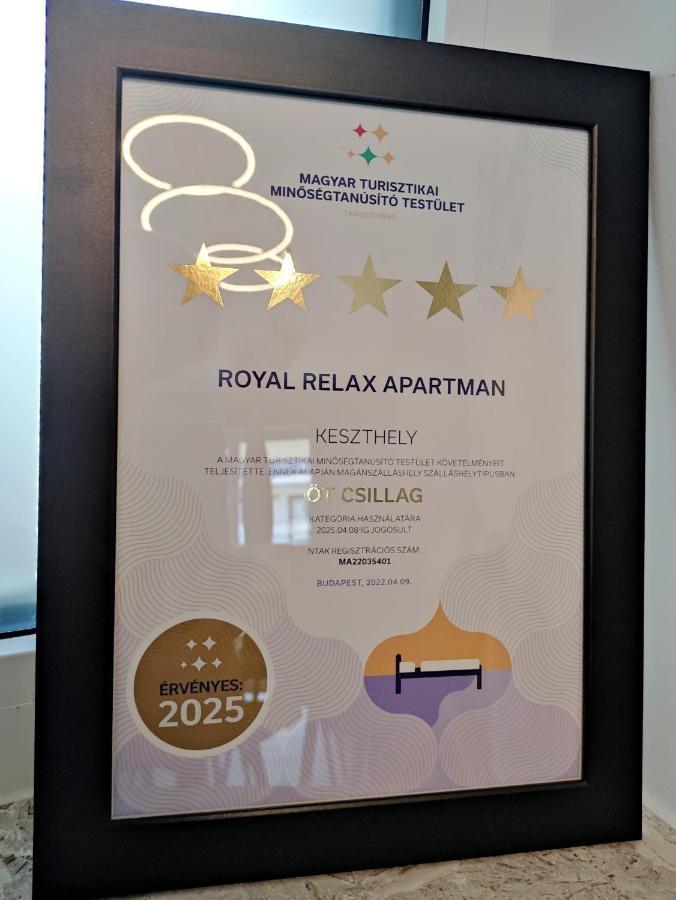 MAGYAR TURISZTIKAI
MINŐSÉGTANÚSÍTÓ TESTÜLET
TANÚSÍTVÁNY
ROYAL RELAX APARTMAN
KESZTHELY
A MAGYAR TURISZTIKAI MINŐSÉGTANÚSÍTÓ TESTÜLET KÖVETELMÉNYEIT
TELJESÍTETTE, ENNEK ALAPJÁN MAGÁNSZÁLLÁSHELY SZÁLLÁSHELYTÍPUSBAN
ÖT CSILLAG
KATEGÓRIA HASZNÁLATÁRA
2025.04.08-IG JOGOSULT.
NTAK REGISZTRÁCIÓS SZÁM:
MA22035401
BUDAPEST, 2022.04.09.
ÉRVÉNYES:
2025